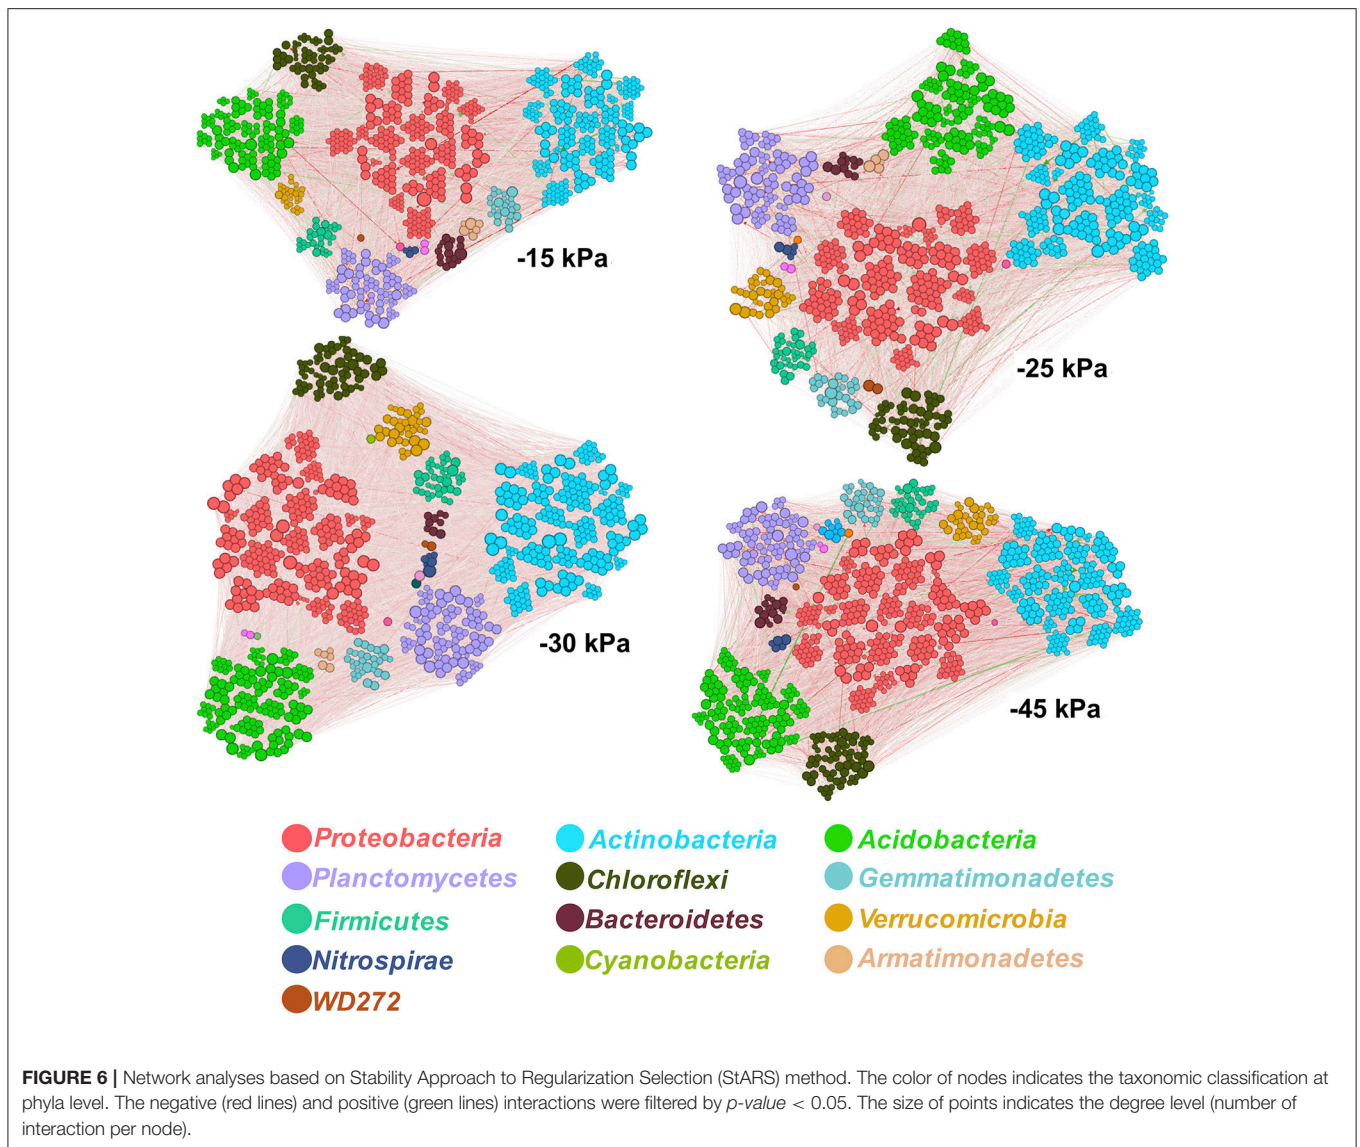 -15 kPa
-25 kPa
-30 kPa
-45 kPa
Proteobacteria Actinobacteria Acidobacteria
Planctomycetes Chloroflexi Gemmatimonadetes
Firmicutes Bacteroidetes Verrucomicrobia
Nitrospirae Cyanobacteria Armatimonadetes
WD272
FIGURE 6 | Network analyses based on Stability Approach to Regularization Selection (StARS) method. The color of nodes indicates the taxonomic classification at
phyla level. The negative (red lines) and positive (green lines) interactions were filtered by p-value < 0.05. The size of points indicates the degree level (number of
interaction per node).